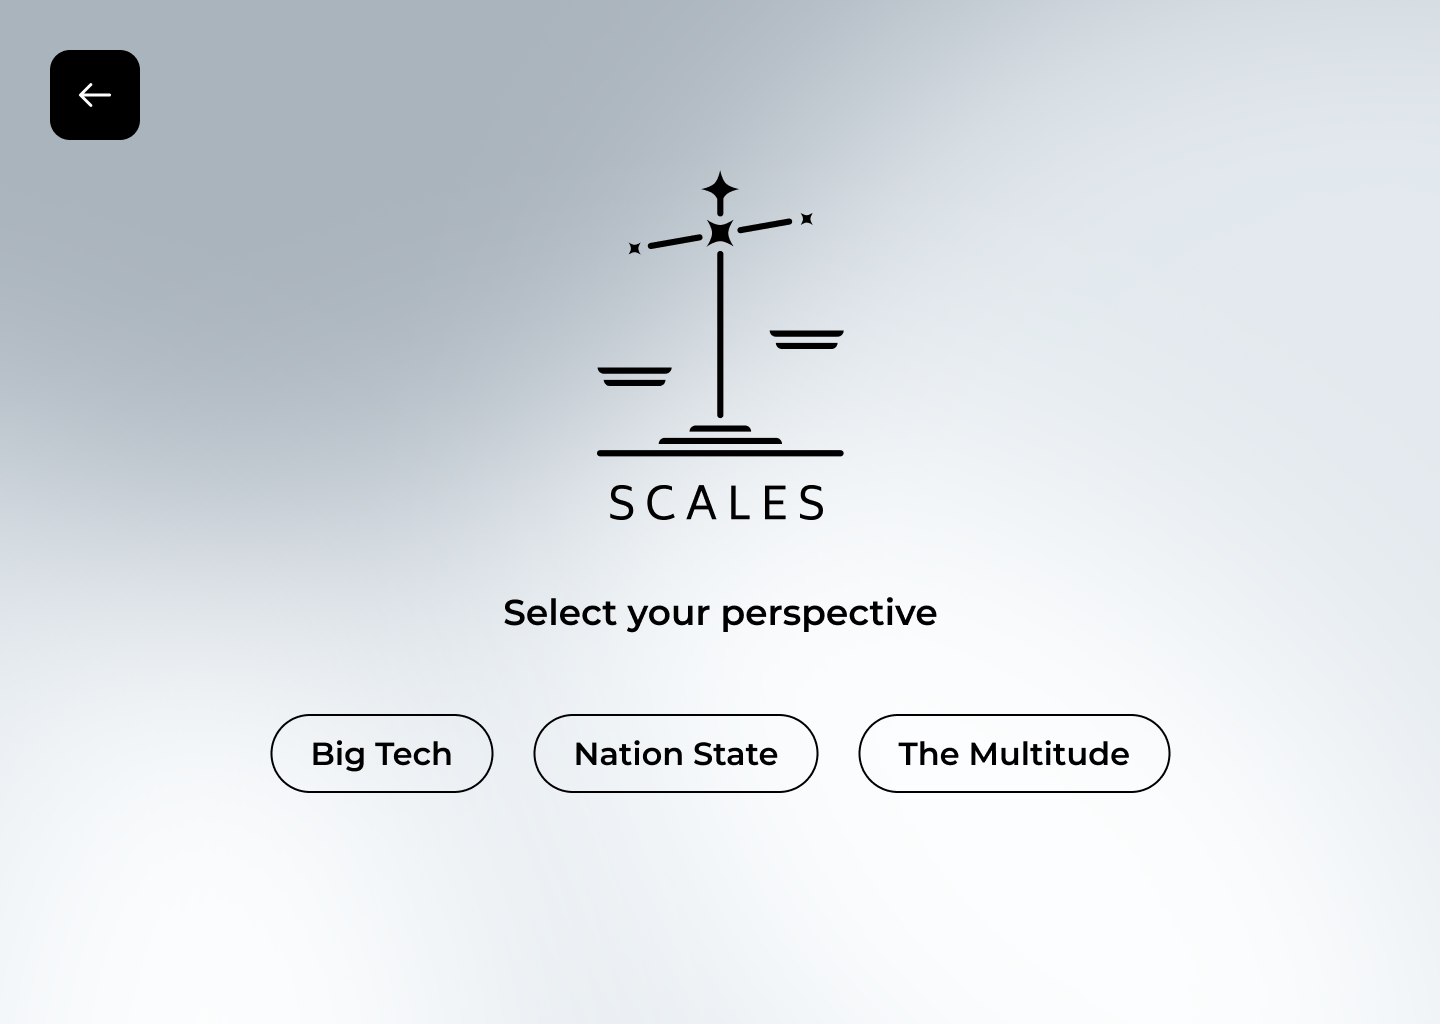 SCALES
Select your perspective
Big Tech
Nation State
The Multitude